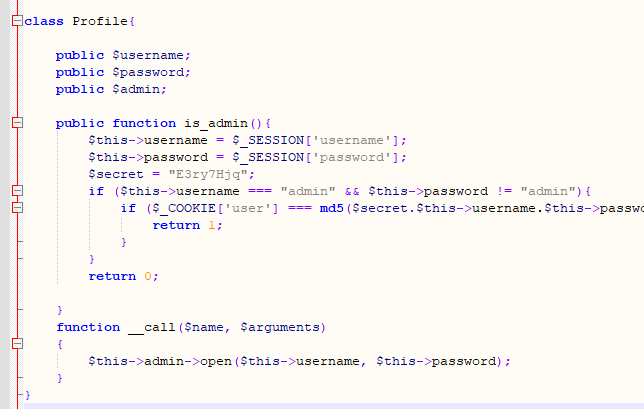 class Profile{
public $username;
public $password;
public $admin;
public function is_admin(){
$this->username = $_SESSION['username'];
$this->password = $_SESSION['password'];
$secret = "E3ry7Hjq";
if ($this->username === "admin" && $this->password != "admin"){
if ($_COOKIE['user'] === md5($secret.$this->username.$this->passwo
return 1;
}
}
return 0;
}
function __call($name, $arguments)
{
$this->admin->open($this->username, $this->password);
}
}